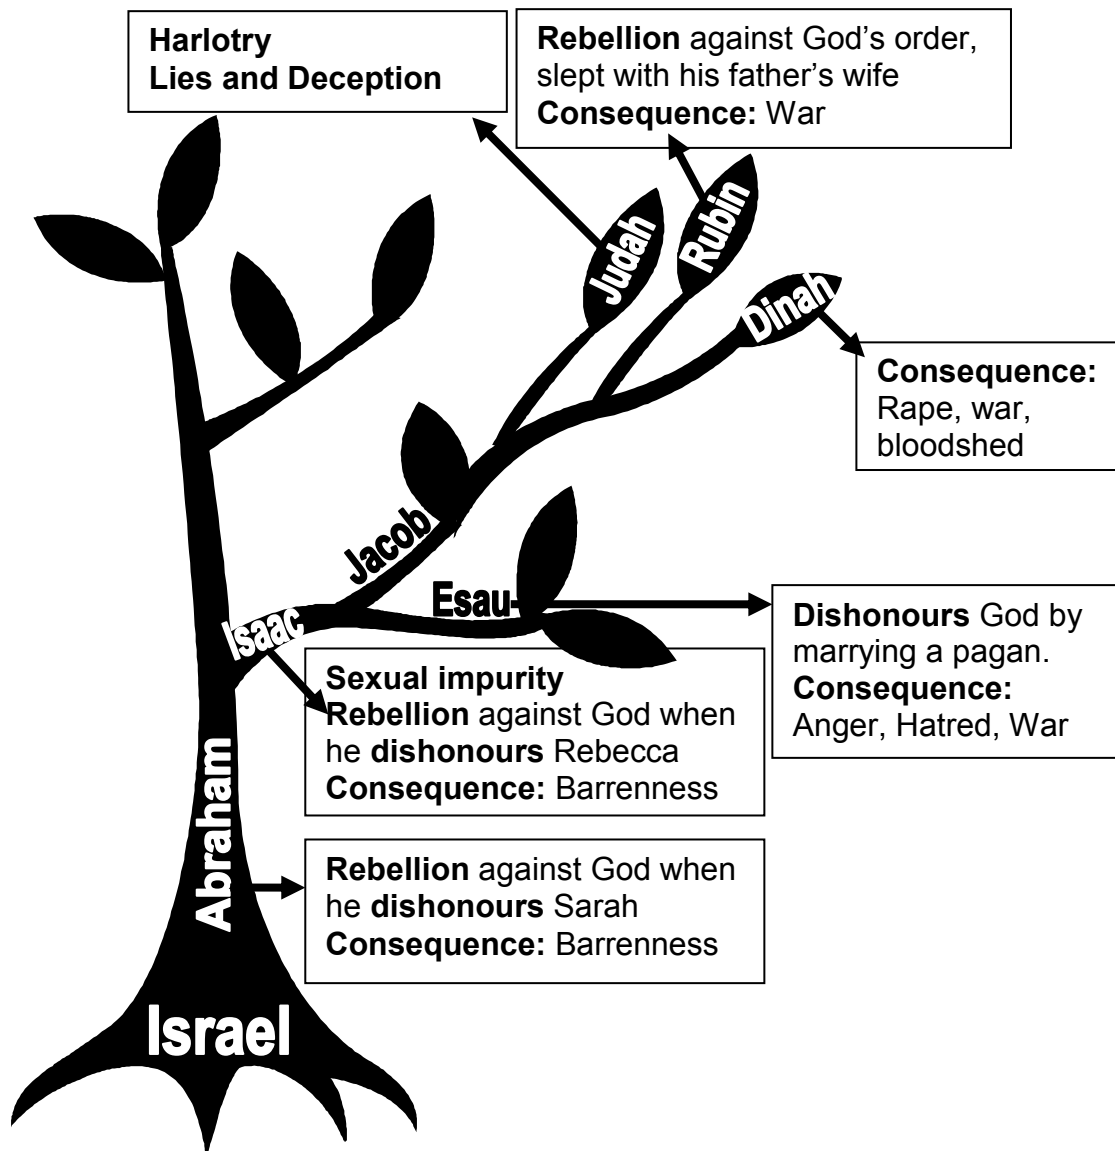 Harlotry
Lies and Deception
Rebellion against God’s order,
slept with his father’s wife
Consequence: War
Judah
Rubin
Dinah
Consequence:
Rape, war,
bloodshed
Jacob
Esau
Isaac
Dishonours God by
marrying a pagan.
Consequence:
Anger, Hatred, War
Sexual impurity
Rebellion against God when
he dishonours Rebecca
Consequence: Barrenness
Abraham
Rebellion against God when
he dishonours Sarah
Consequence: Barrenness
Israel